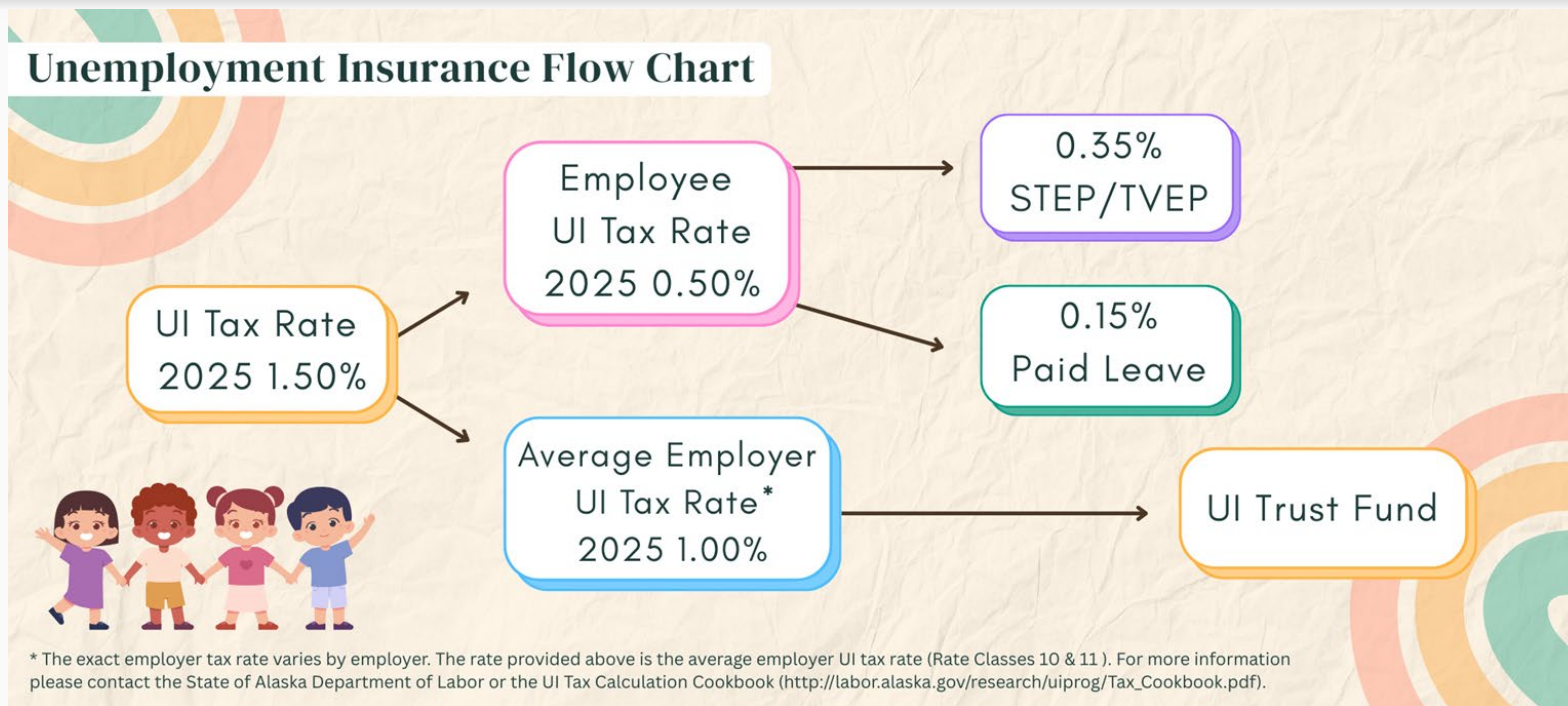 Unemployment Insurance Flow Chart
UI Tax Rate
2025 1.50%
Employee
UI Tax Rate
2025 0.50%
0.35%
STEP/TVEP
0.15%
Paid Leave
Average Employer
UI Tax Rate*
2025 1.00%
UI Trust Fund
* The exact employer tax rate varies by employer. The rate provided above is the average employer UI tax rate (Rate Classes 10 & 11 ). For more information
please contact the State of Alaska Department of Labor or the UI Tax Calculation Cookbook (http://labor.alaska.gov/research/uiprog/Tax_Cookbook.pdf).